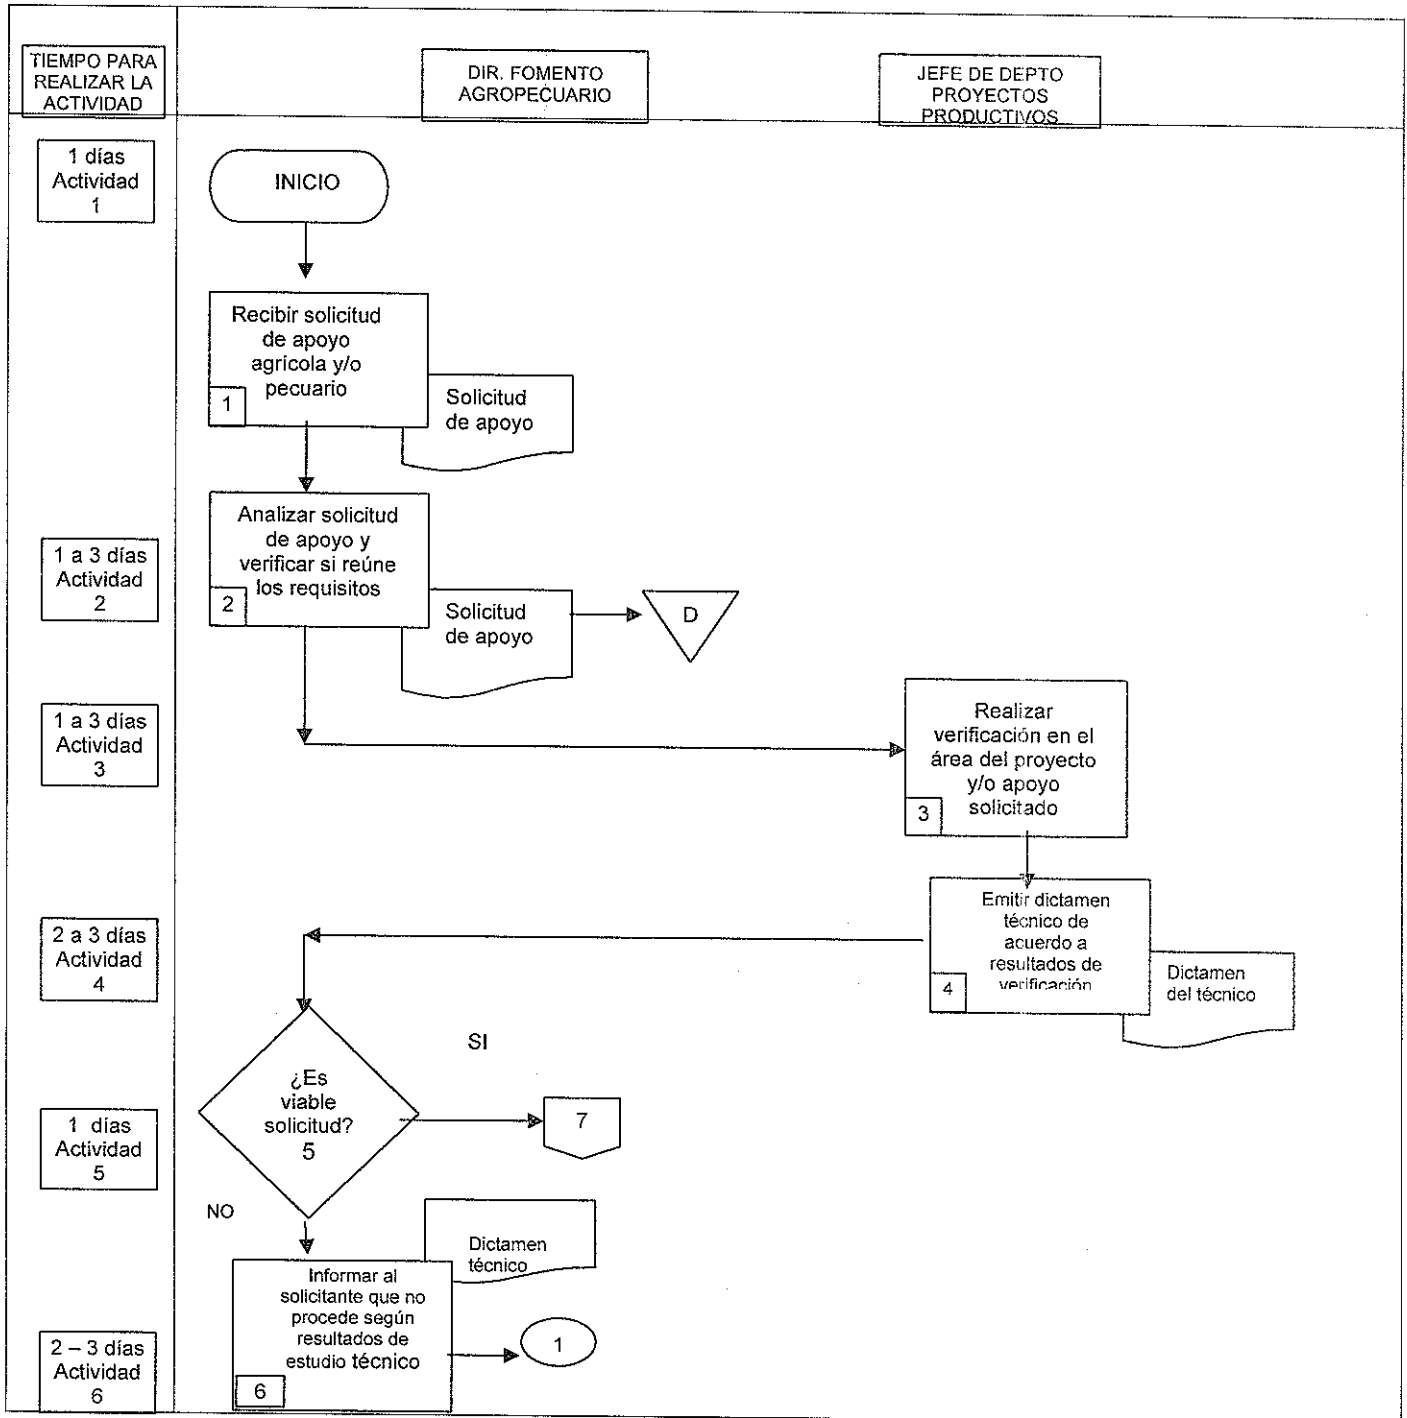 TIEMPO PARA
REALIZAR LA
ACTIVIDAD
DIR. FOMENTO
AGROPECUARIO
JEFE DE DEPTO
PROYECTOS
PRODUCTIVOS
1 días
Actividad
1
INICIO
Recibir solicitud
de apoyo
agrícola y/o
pecuario
1
Solicitud
de apoyo
1 a 3 días
Actividad
2
Analizar solicitud
de apoyo y
verificar si reúne
los requisitos
2
Solicitud
de apoyo
D
1 a 3 días
Actividad
3
Realizar
verificación en el
área del proyecto
y/o apoyo
solicitado
3
2 a 3 días
Actividad
4
Emitir dictamen
técnico de
acuerdo a
resultados de
verificación
4
Dictamen
del técnico
SI
¿Es
viable
solicitud?
5
7
1 días
Actividad
5
NO
Dictamen
técnico
Informar al
solicitante que no
procede según
resultados de
estudio técnico
6
1
2 – 3 días
Actividad
6